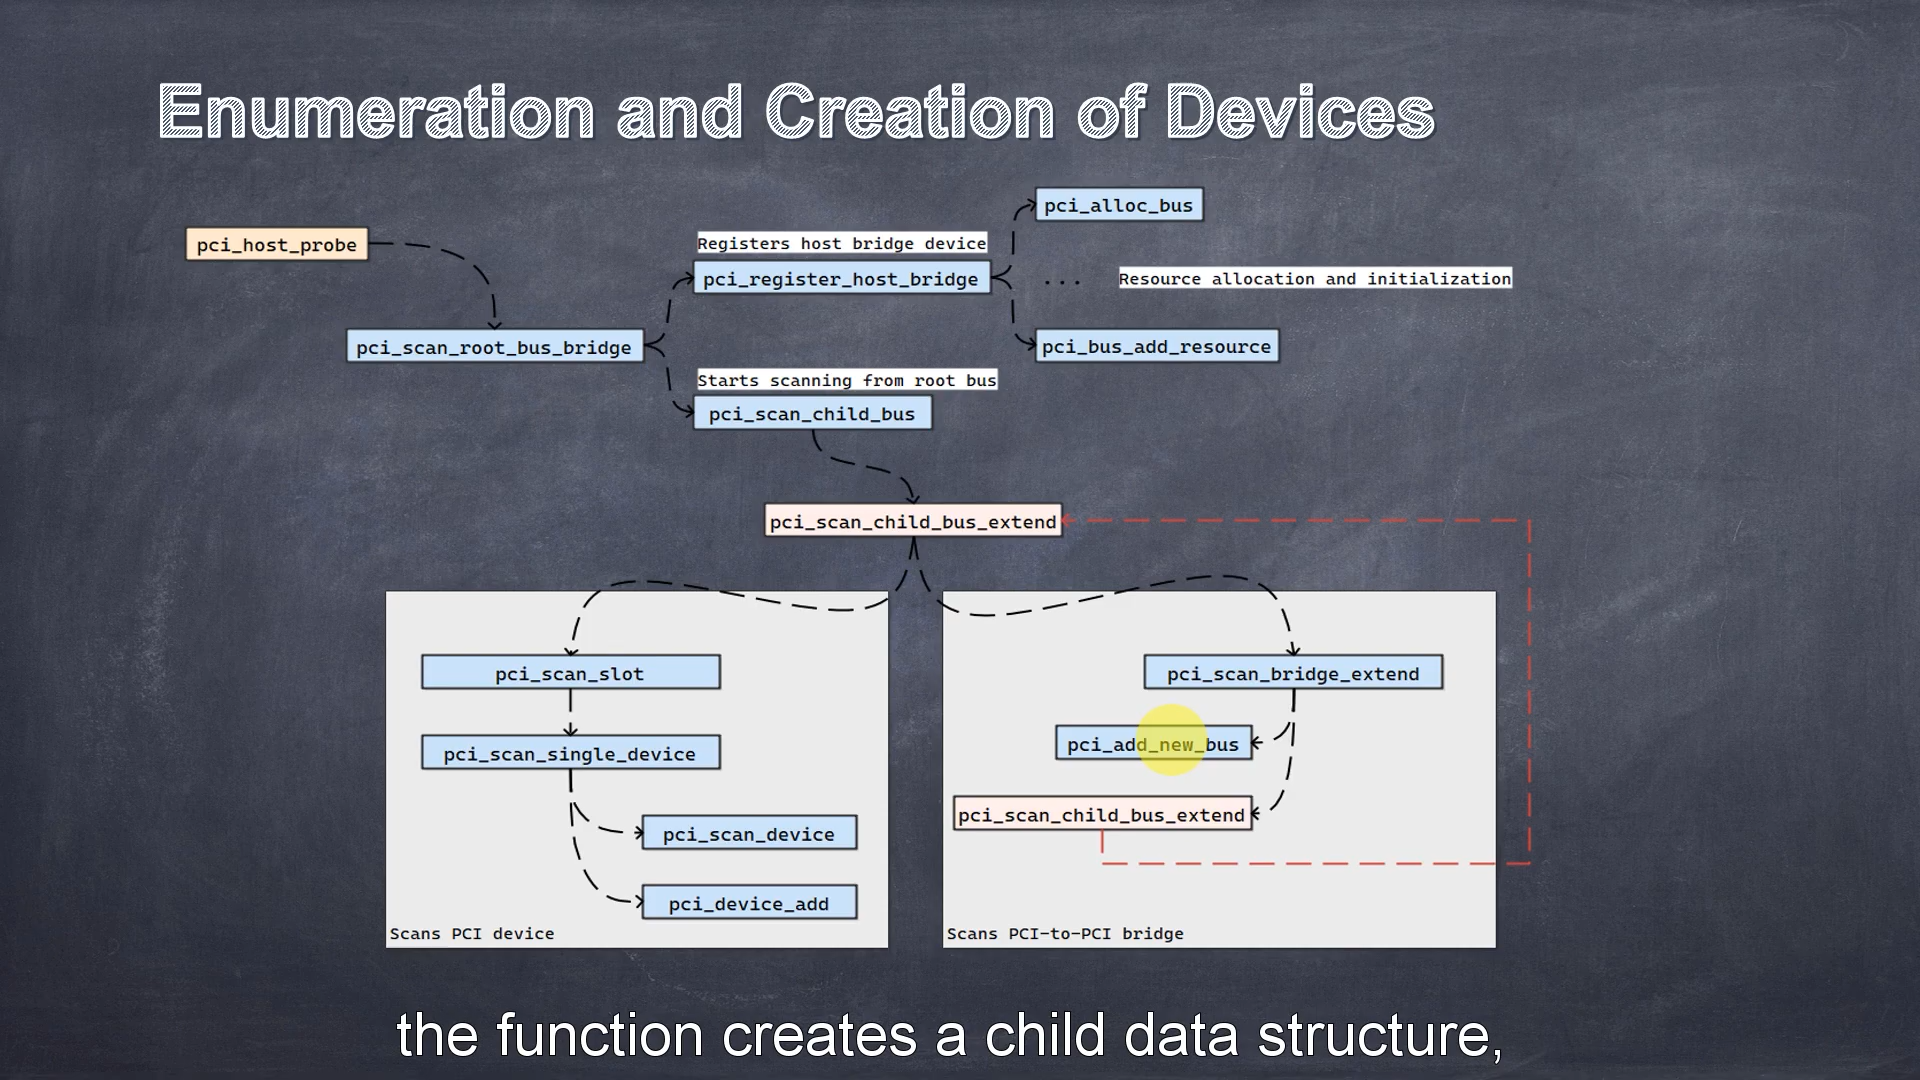 Enumeration and Creation of Devices
pci_alloc_bus
pci_host_probe
Registers host bridge device
pci_register_host_bridge
...
Resource allocation and initialization
pci_scan_root_bus_bridge
pci_bus_add_resource
Starts scanning from root bus
pci_scan_child_bus
pci_scan_child_bus_extend
pci_scan_slot
pci_scan_single_device
pci_scan_device
pci_device_add
Scans PCI device
pci_scan_bridge_extend
pci_add_new_bus
pci_scan_child_bus_extend
Scans PCI-to-PCI bridge
the function creates a child data structure,